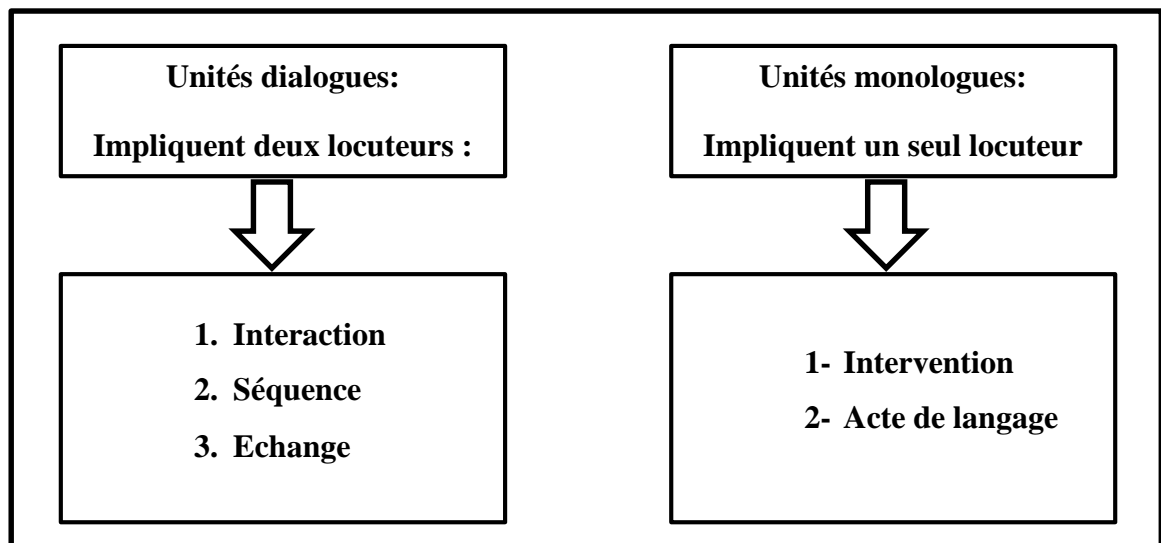 Unités dialogues:
Impliquent deux locuteurs :
1. Interaction
2. Séquence
3. Echange
Unités monologues:
Impliquent un seul locuteur
1- Intervention
2- Acte de langage